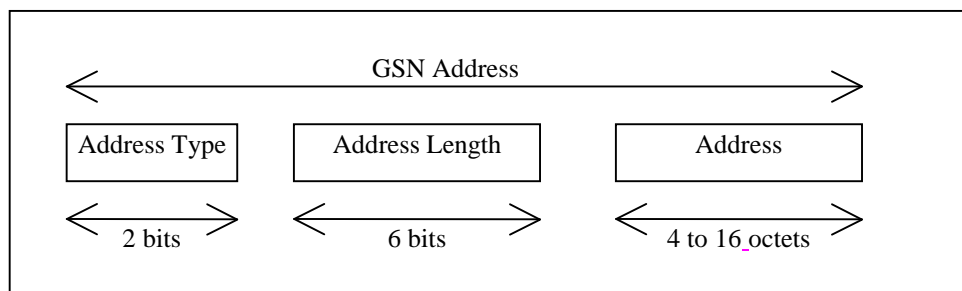 GSN Address
Address Type Address Length Address
2 bits 6 bits 4 to 16 octets